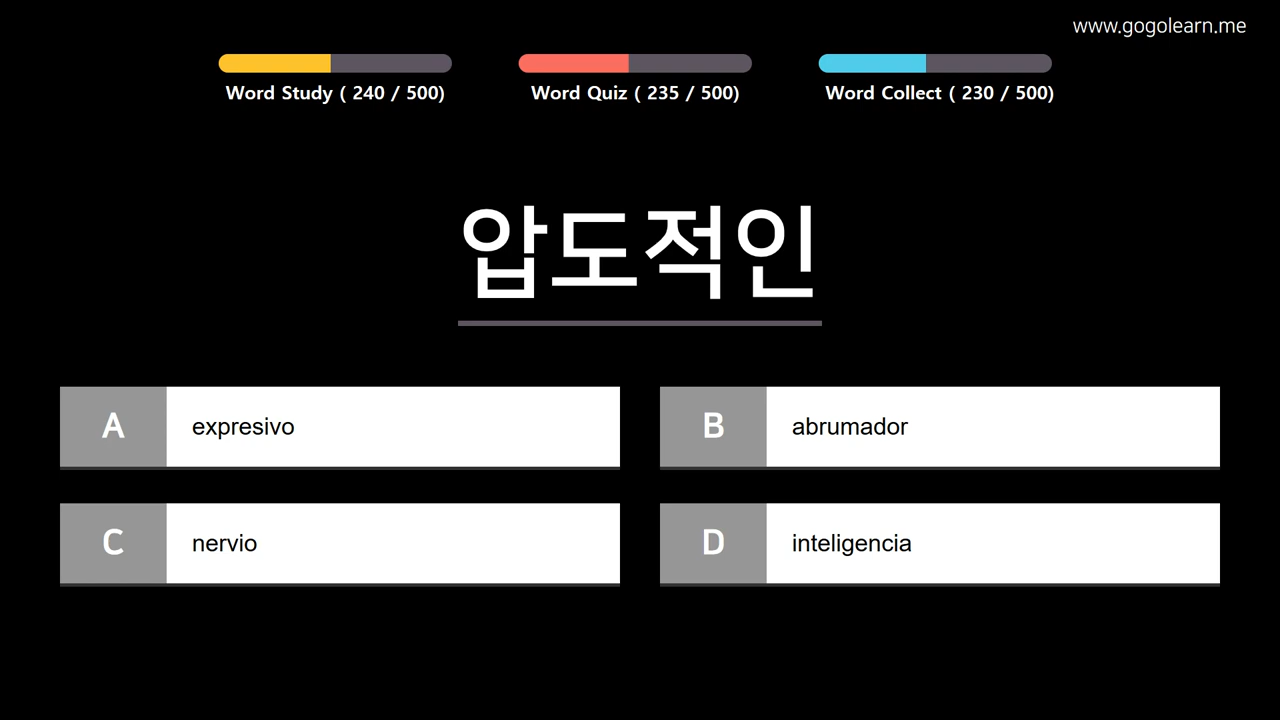 www.gogolearn.me
Word Study ( 240 / 500)
Word Quiz ( 235 / 500)
Word Collect ( 230 / 500)
압도적인
A expresivo
B abrumador
C nervio
D inteligencia